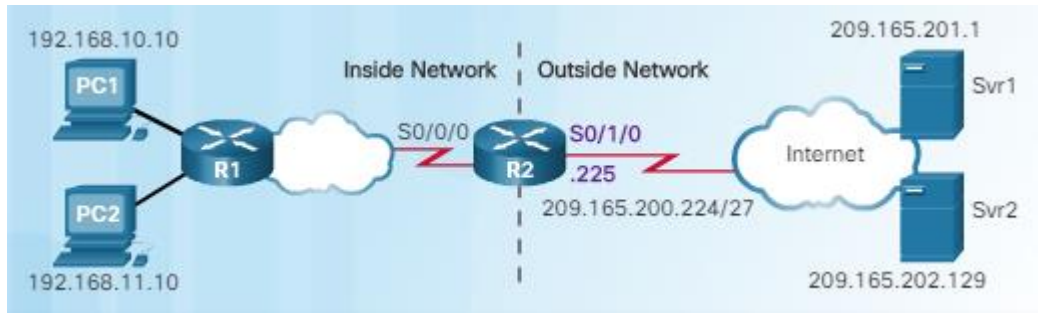 192.168.10.10
PC1
PC2
192.168.11.10
R1
Inside Network
Outside Network
S0/0/0
R2
S0/1/0
.225
209.165.200.224/27
Internet
209.165.201.1
Svr1
Svr2
209.165.202.129